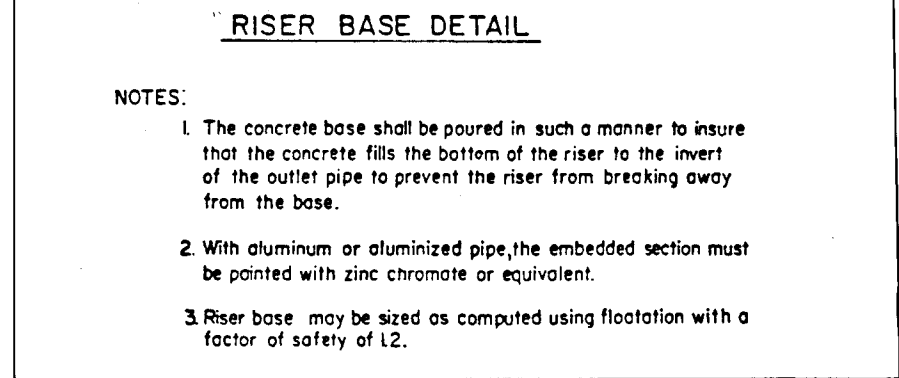 RISER BASE DETAIL
NOTES:
1. The concrete base shall be poured in such a manner to insure
that the concrete fills the bottom of the riser to the invert
of the outlet pipe to prevent the riser from breaking away
from the base.
2. With aluminum or aluminized pipe, the embedded section must
be painted with zinc chromate or equivalent.
3. Riser base may be sized as computed using floatation with a
factor of safety of 1.2.